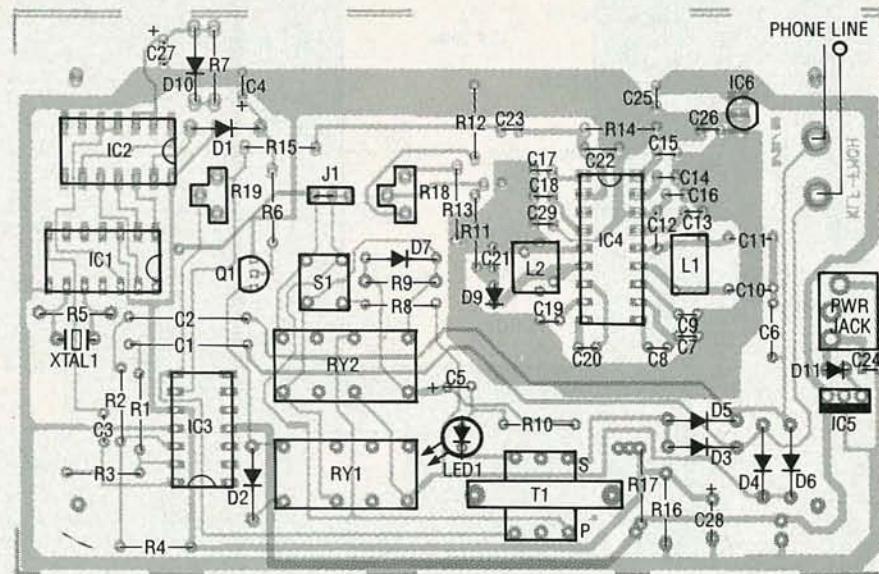 PHONE LINE
C27
D10
R7
C4
IC6
C25
C26
R12
C23
R14
IC2
D1
R15
C22
C15
C17
C14
J1
R19
R18
C18
C16
R6
R13
C29
C13
R11
IC4
C12
C11
IC1
Q1
D7
C21
L2
L1
S1
R9
D9
C10
R8
PWR
JACK
R5
C2
C19
C9
C6
C1
C7
XTAL1
RY2
C20
C8
D11
C24
R2
R1
C5
IC5
IC3
D5
C3
R10
LED1
D3
R3
D2
RY1
S
T1
R17
D4
D6
R16
C28
P
R4